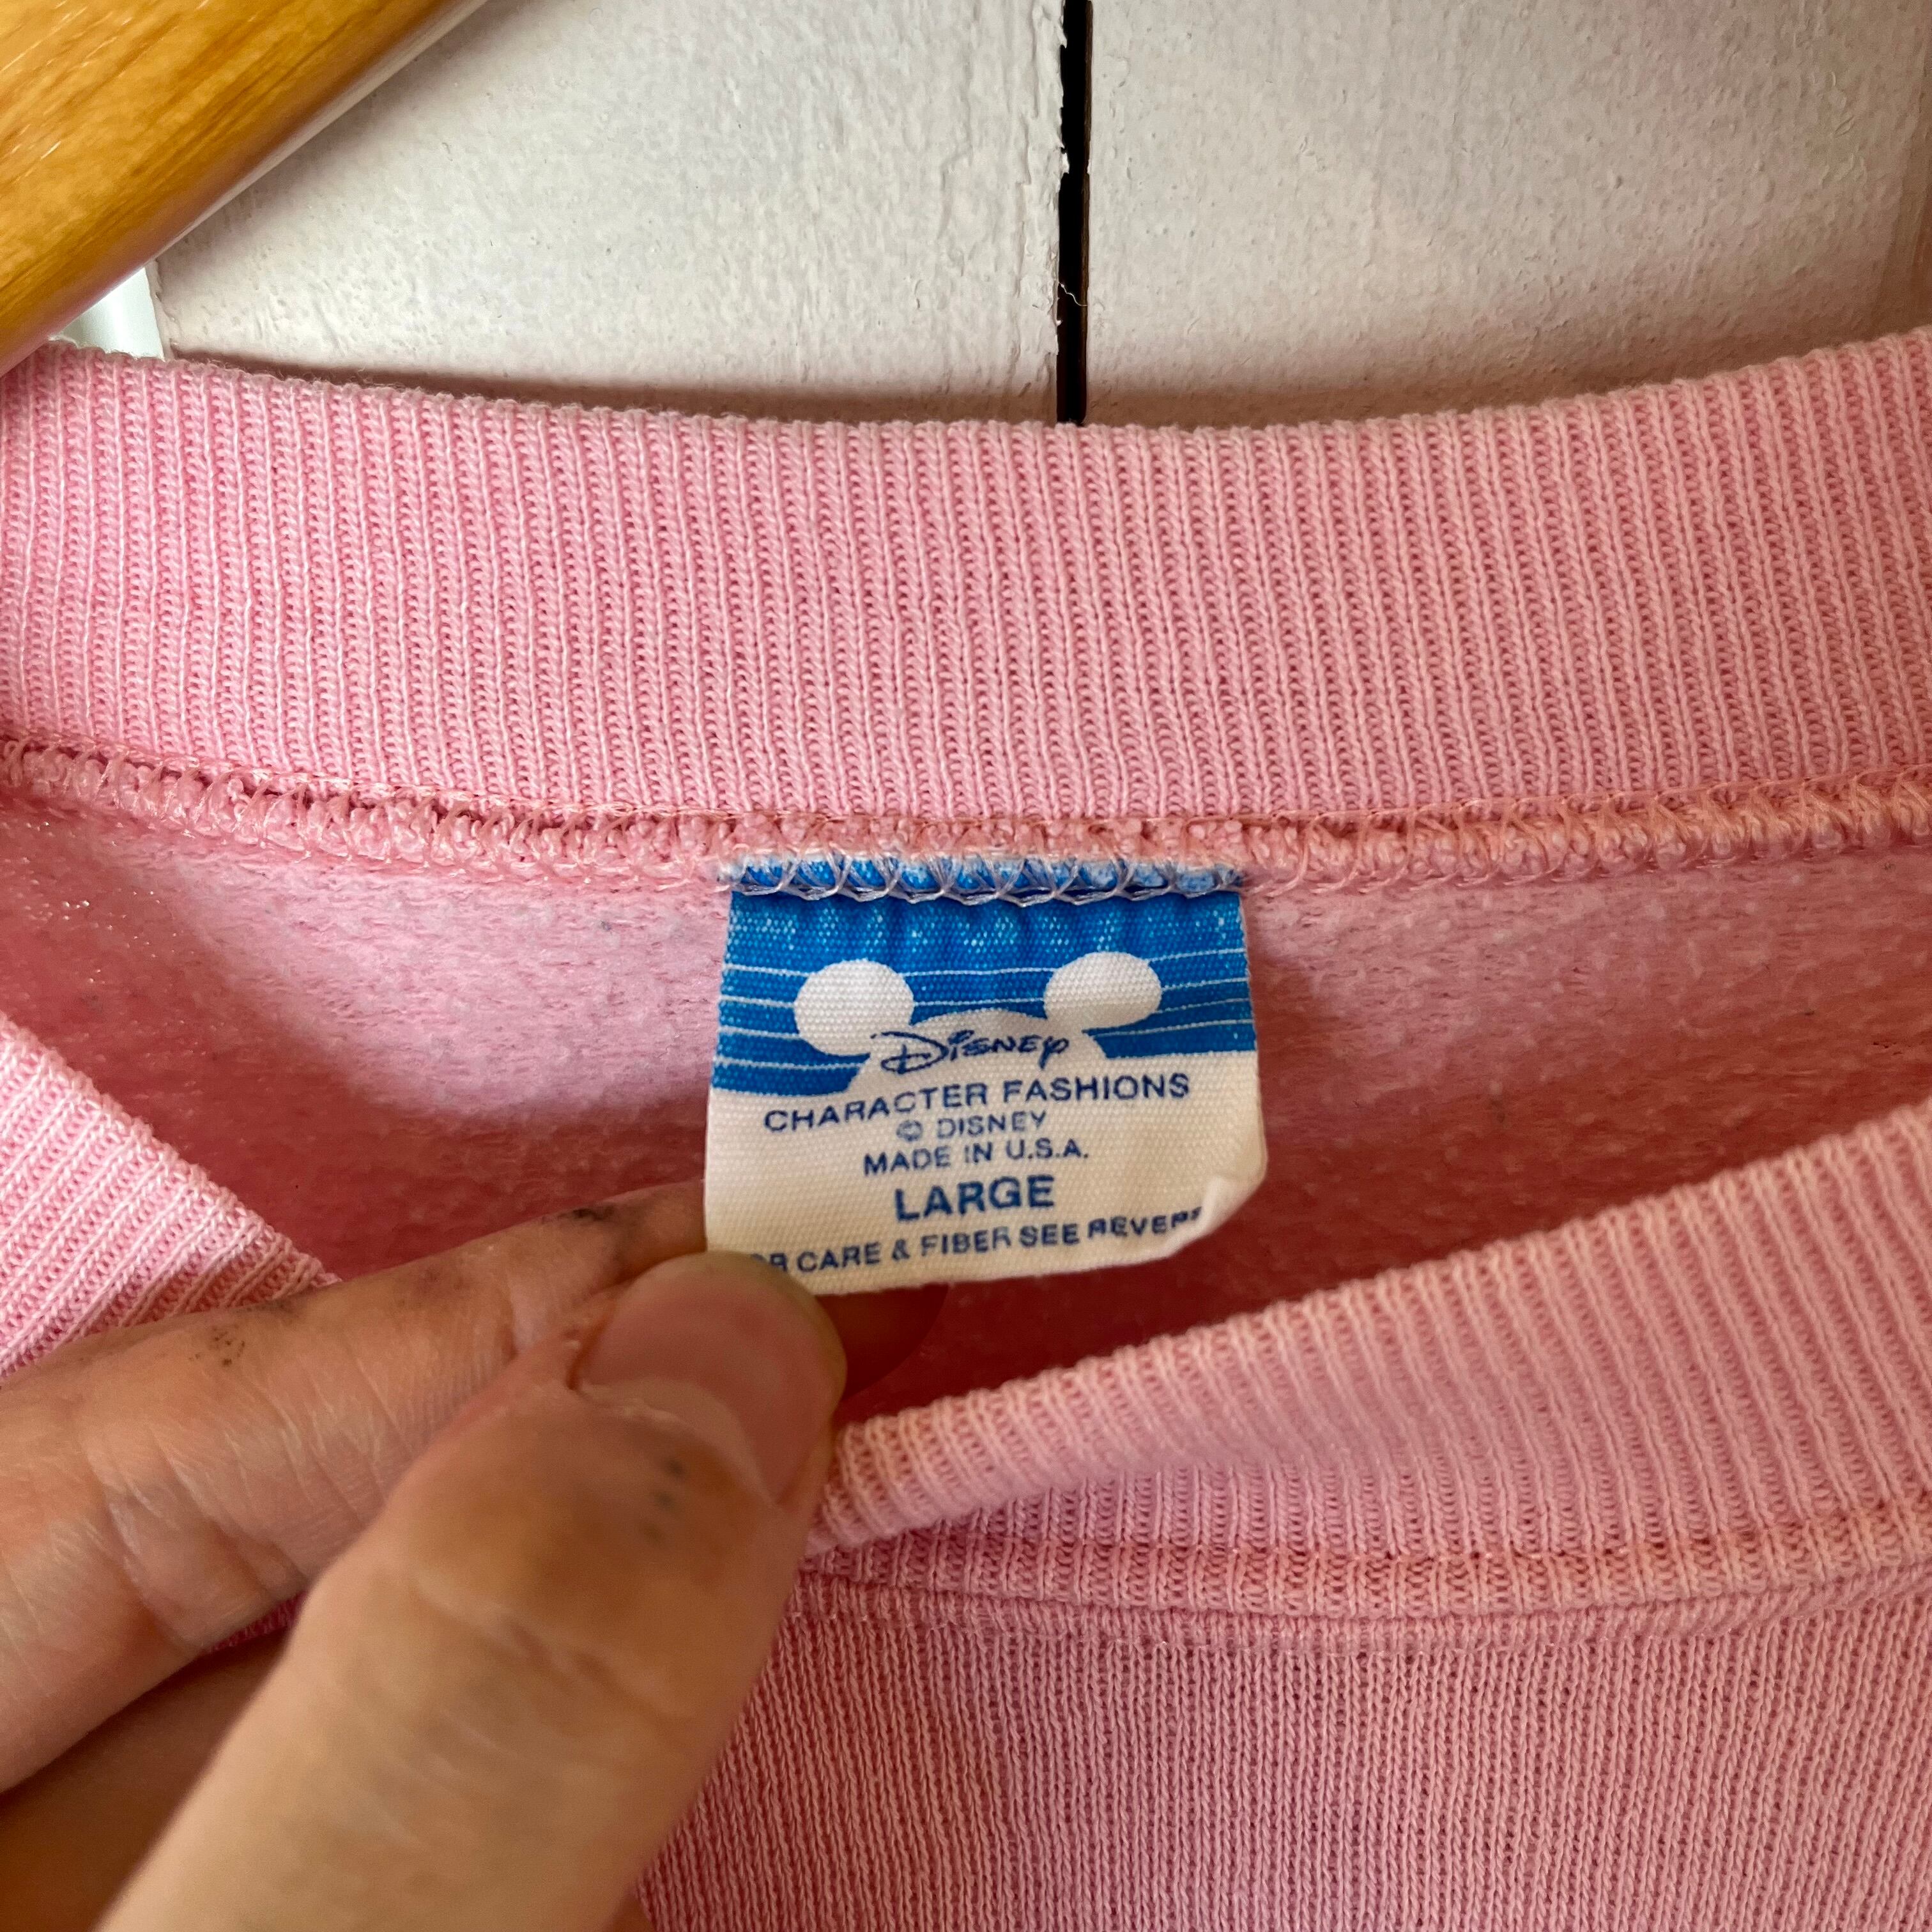 Disney
CHARACTER FASHIONS
© DISNEY
MADE IN U.S.A.
LARGE
CARE & FIBER SEE